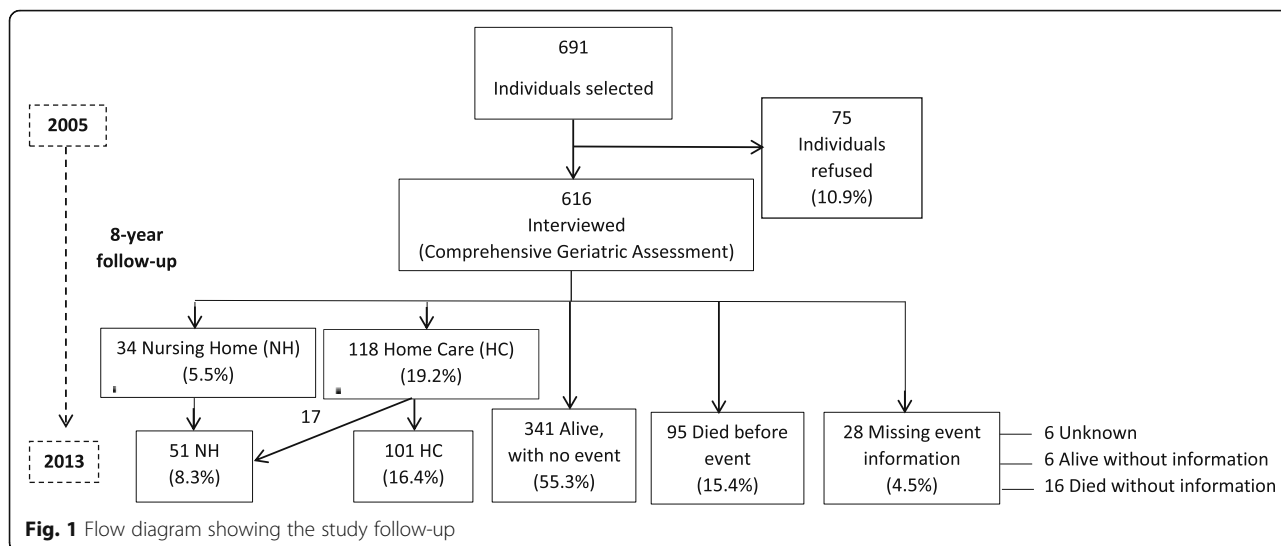 691
Individuals selected
2005
75
Individuals
refused
(10.9%)
616
Interviewed
(Comprehensive Geriatric Assessment)
8-year
follow-up
34 Nursing Home (NH)
(5.5%)
118 Home Care (HC)
(19.2%)
17
2013
51 NH
(8.3%)
101 HC
(16.4%)
341 Alive,
with no event
(55.3%)
95 Died before
event
(15.4%)
28 Missing event
information
(4.5%)
6 Unknown
6 Alive without information
16 Died without information
Fig. 1 Flow diagram showing the study follow-up